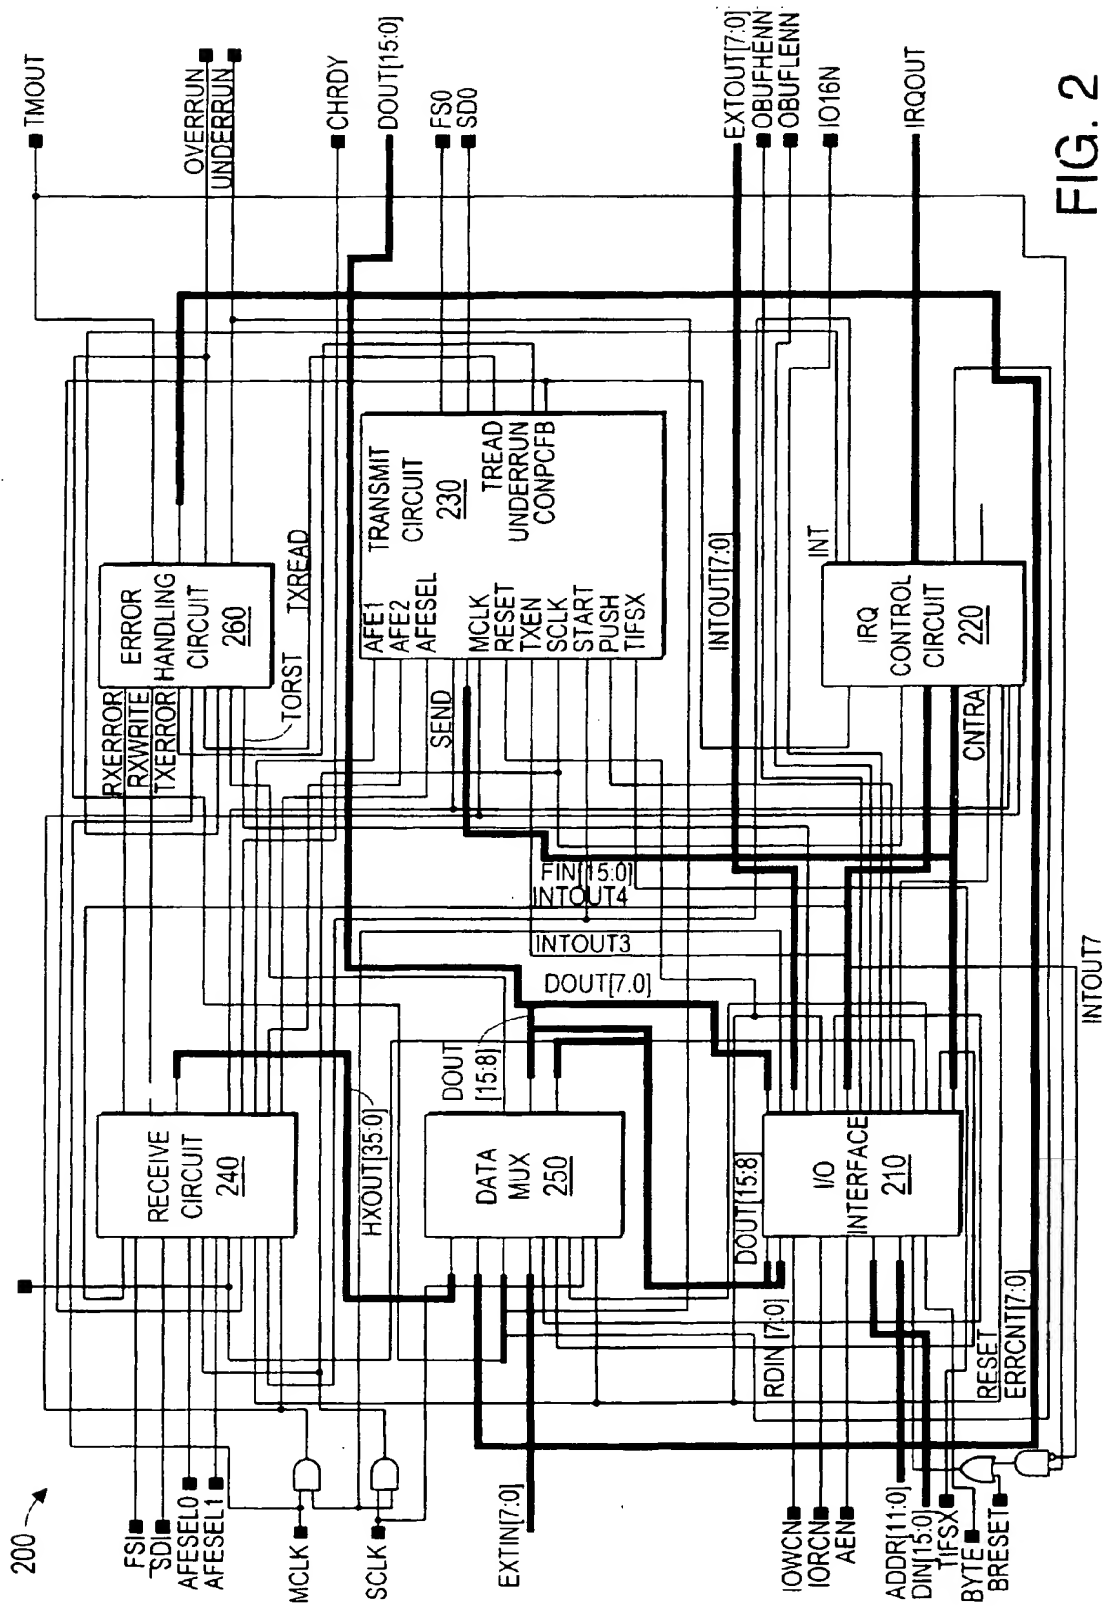 TMOUT
OVERRUN
UNDERRUN
CHRDY
DOUT[15:0]
FS0
SD0
EXTOUT[7:0]
OBUFHENN
OBUFLENN
IO16N
IRQOUT
FIG. 2
ERROR
HANDLING
CIRCUIT
260
RXERROR
RXWRITE
TXERROR
TORST
TXREAD
TRANSMIT
CIRCUIT
230
TREAD
UNDERRUN
CONPCFB
AFE1
AFE2
AFESEL
MCLK
RESET
TXEN
SCLK
START
PUSH
TIFSX
SEND
INTOUT[7:0]
INT
IRQ
CONTROL
CIRCUIT
220
CNTRA
FIN[15:0]
INTOUT4
INTOUT3
DOUT[7.0]
INTOUT7
RECEIVE
CIRCUIT
240
HXOUT[35:0]
DOUT
[15:8]
DATA
MUX
250
DOUT[15:8]
I/O
INTERFACE
210
RDIN [7:0]
RESET
ERRCNT[7:0]
200
FSI
SDI
AFESEL0
AFESEL1
MCLK
SCLK
EXTIN[7:0]
IOWCN
IORCN
AEN
ADDR[11:0]
DIN[15:0]
TIFSX
BYTE
BRESET